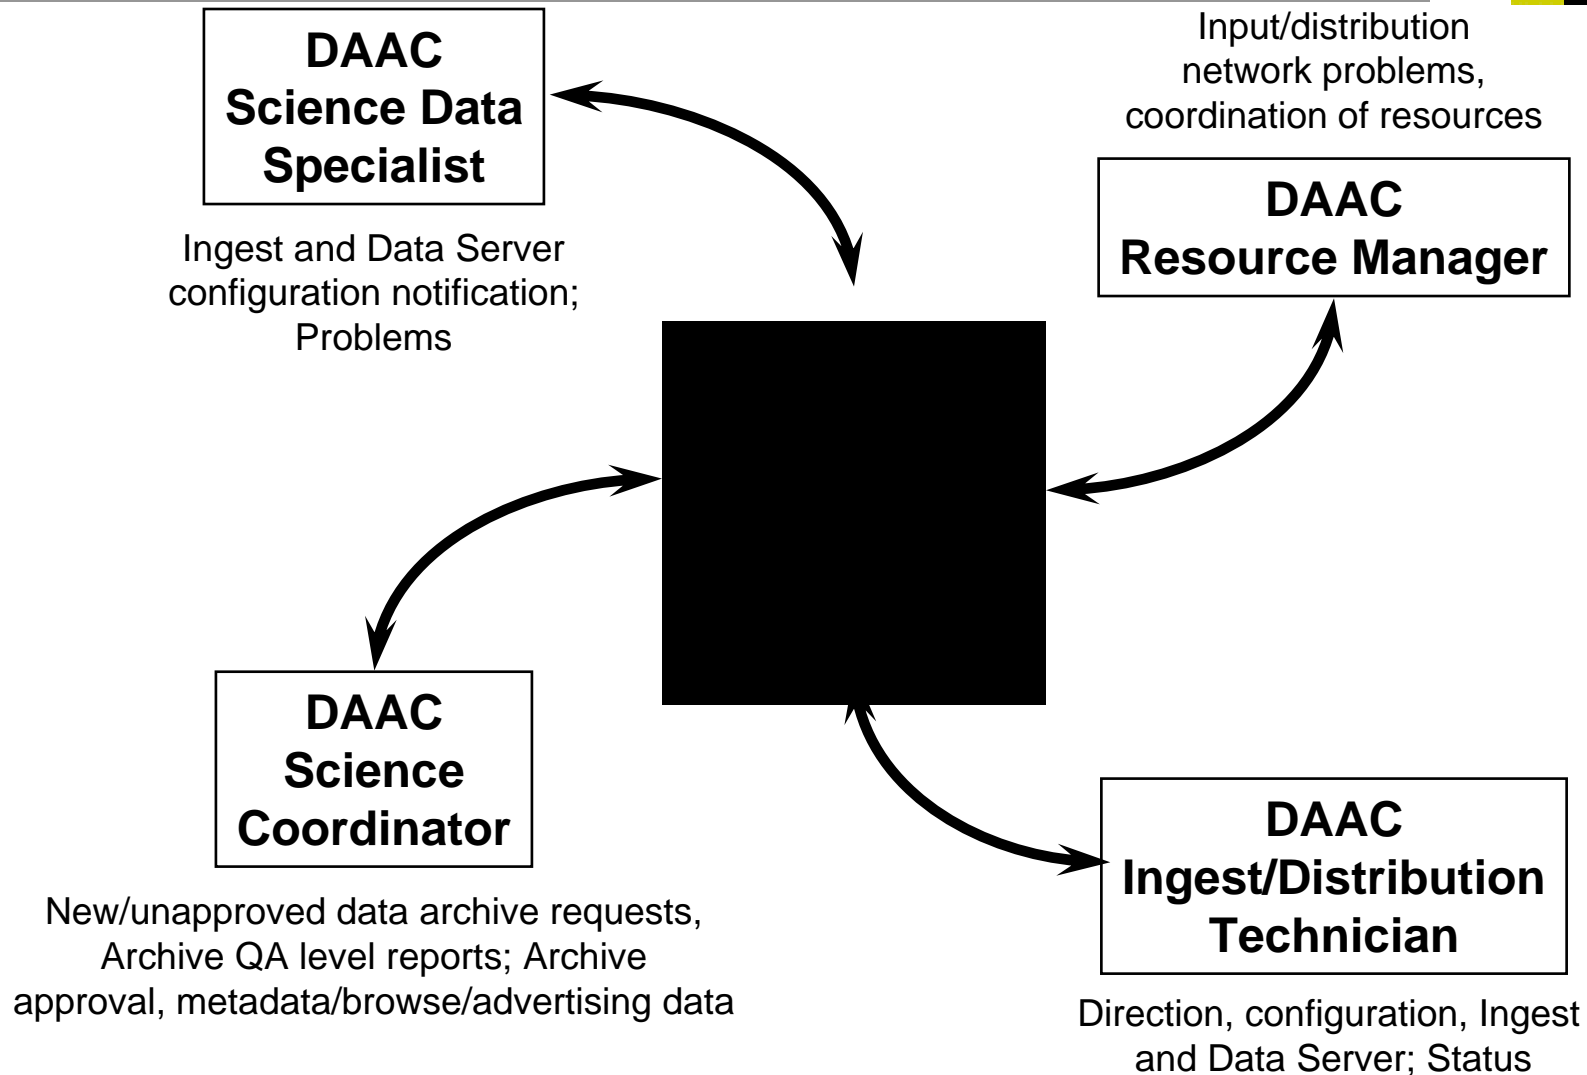 DAAC
Science Data
Specialist
Ingest and Data Server
configuration notification;
Problems
Input/distribution
network problems,
coordination of resources
DAAC
Resource Manager
DAAC
Science
Coordinator
New/unapproved data archive requests,
Archive QA level reports; Archive
approval, metadata/browse/advertising data
DAAC
Ingest/Distribution
Technician
Direction, configuration, Ingest
and Data Server; Status